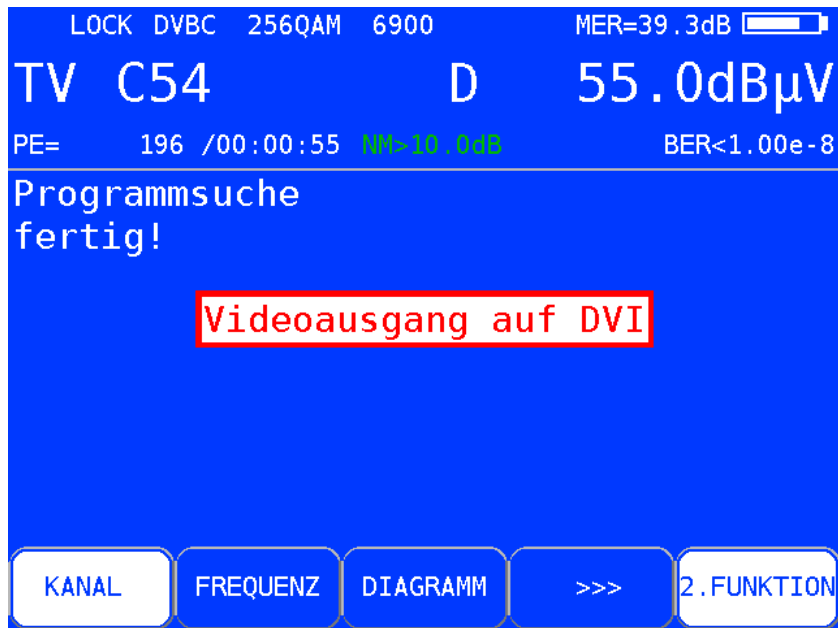 LOCK DVBC 256QAM 6900 MER=39.3dB
TV C54 D 55.0dBµV
PE= 196 /00:00:55 NM>10.0dB BER<1.00e-8
Programmsuche
fertig!
Videoausgang auf DVI
KANAL FREQUENZ DIAGRAMM >>> 2.FUNKTION